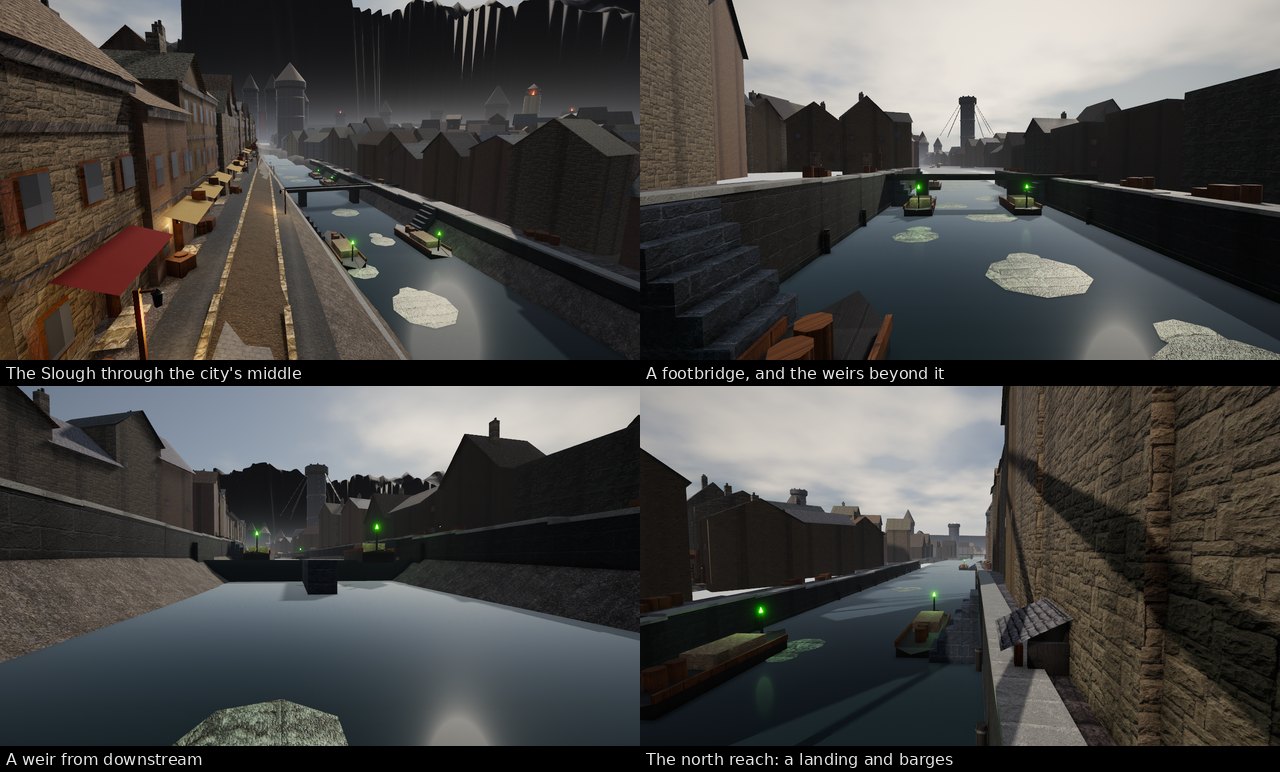 The Slough through the city's middle
A footbridge, and the weirs beyond it
A weir from downstream
The north reach: a landing and barges